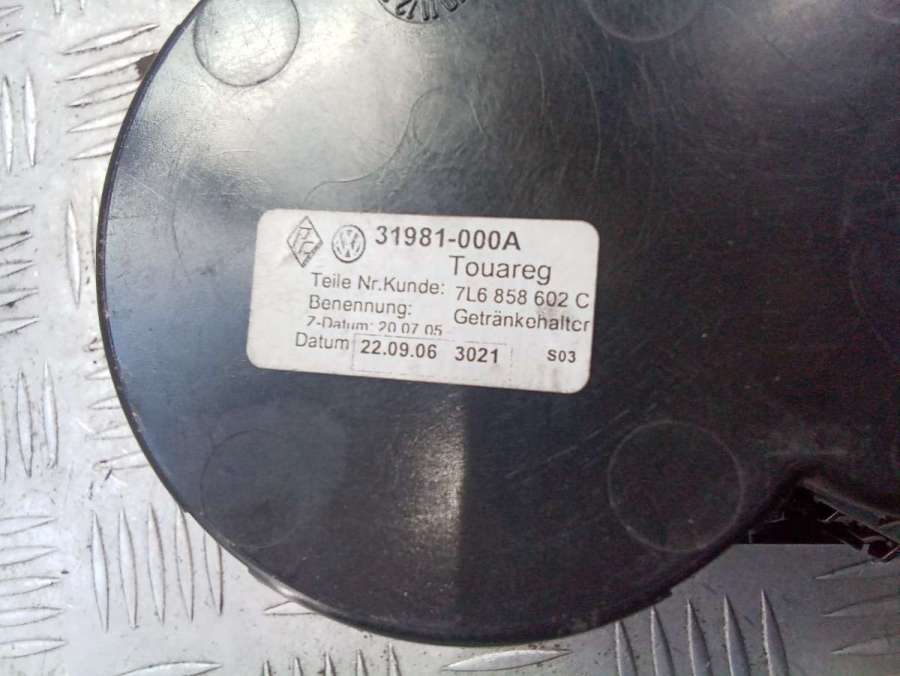 31981-000A
Touareg
Teile Nr.Kunde: 7L6 858 602 C
Benennung: Getränkehalter
Z-Datum: 20.07.05
Datum 22.09.06 3021 S03